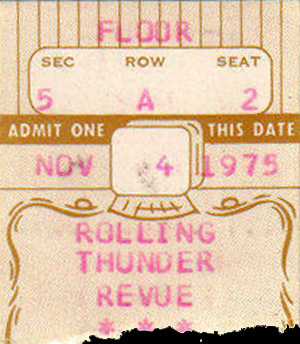 FLOOR
SEC ROW SEAT
5 A 2
ADMIT ONE THIS DATE
NOV 4 1975
ROLLING
THUNDER
REVUE
* * *